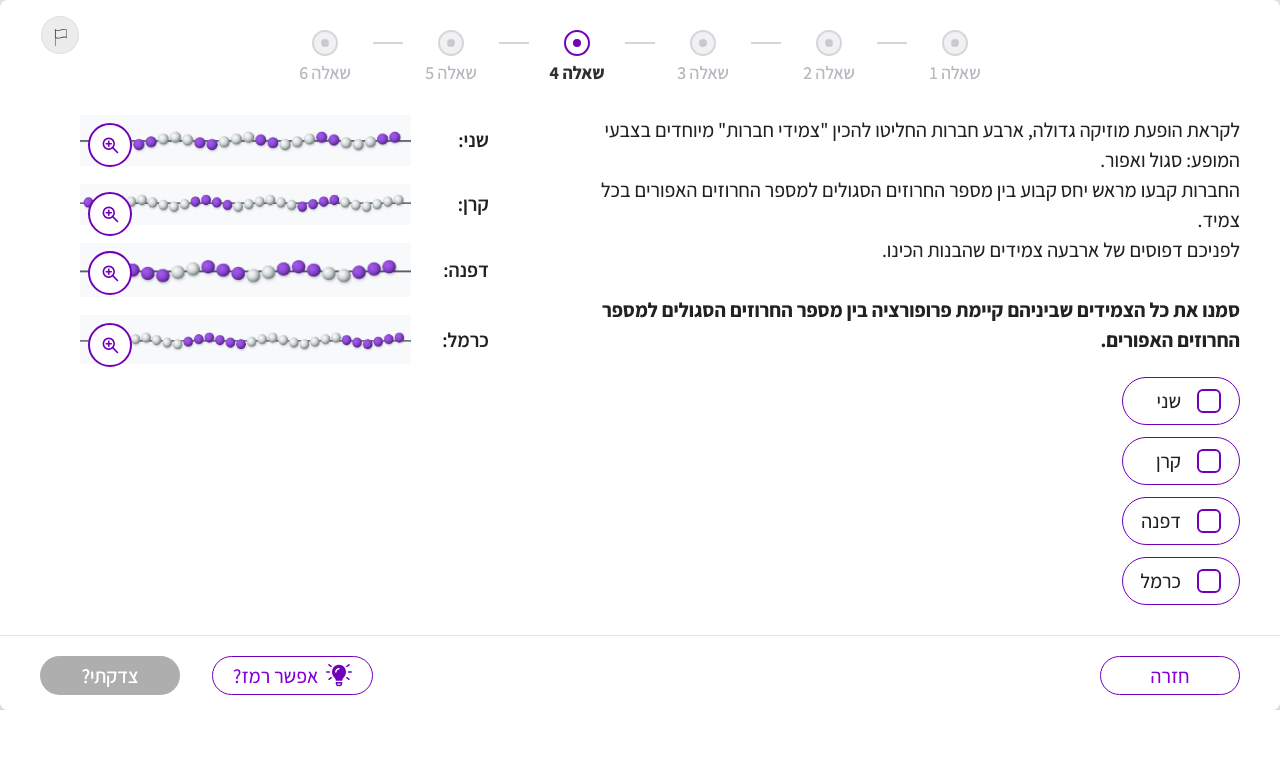 שאלה 1
שאלה 2
שאלה 3
שאלה 4
שאלה 5
שאלה 6
לקראת הופעת מוזיקה גדולה, ארבע חברות החליטו להכין "צמידי חברות" מיוחדים בצבעי
המופע: סגול ואפור.
החברות קבעו מראש יחס קבוע בין מספר החרוזים הסגולים למספר החרוזים האפורים בכל
צמיד.
לפניכם דפוסים של ארבעה צמידים שהבנות הכינו.
סמנו את כל הצמידים שביניהם קיימת פרופורציה בין מספר החרוזים הסגולים למספר
החרוזים האפורים.
שני
קרן
דפנה
כרמל
שני:
קרן:
דפנה:
כרמל:
חזרה
אפשר רמז?
צדקתי?